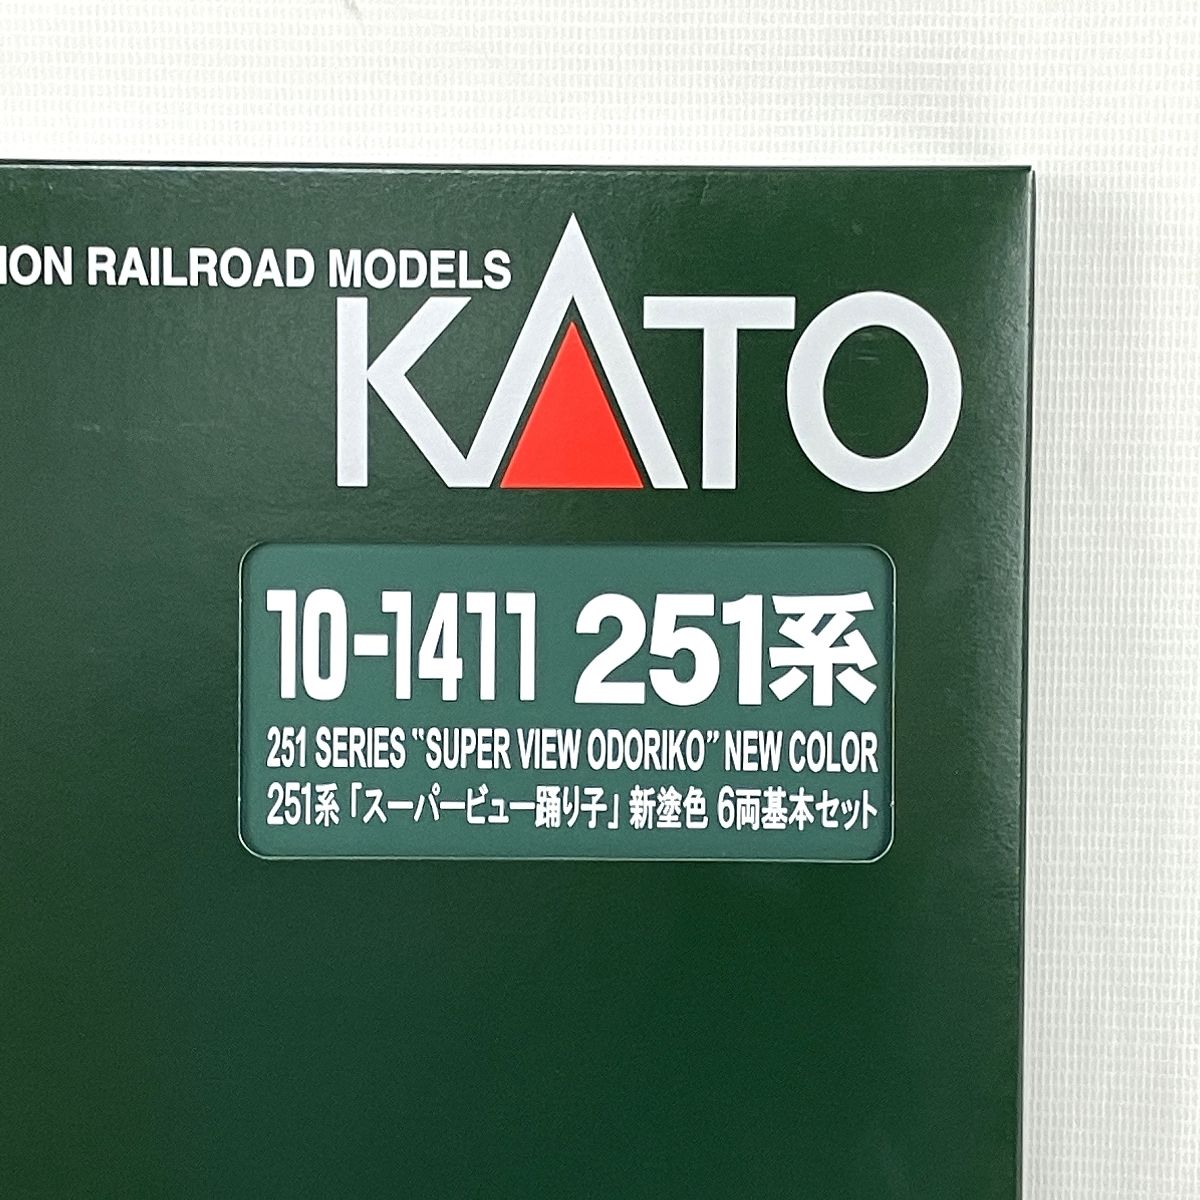 RAILROAD MODELS
KATO
10-1411 251系
251 SERIES "SUPER VIEW ODORIKO" NEW COLOR
251系「スーパービュー踊り子」新塗色 6両基本セット